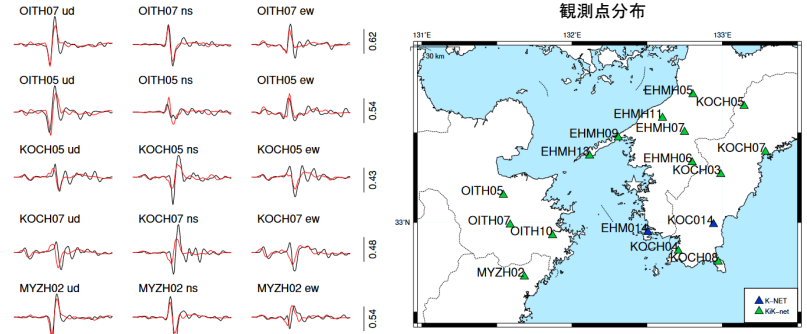 観測点分布
OITH07 ud OITH07 ns OITH07 ew 0.62
OITH05 ud OITH05 ns OITH05 ew 0.54
KOCH05 ud KOCH05 ns KOCH05 ew 0.43
KOCH07 ud KOCH07 ns KOCH07 ew 0.48
MYZH02 ud MYZH02 ns MYZH02 ew 0.54
131°E 132°E 133°E
30 km
EHMH05
KOCH05
EHMH11
EHMH07
EHMH09
EHMH13
KOCH07
EHMH06
KOCH03
OITH05
OITH07
OITH10
33°N
EHM014
KOC014
KOCH04
KOCH08
MYZH02
K-NET
KiK-net